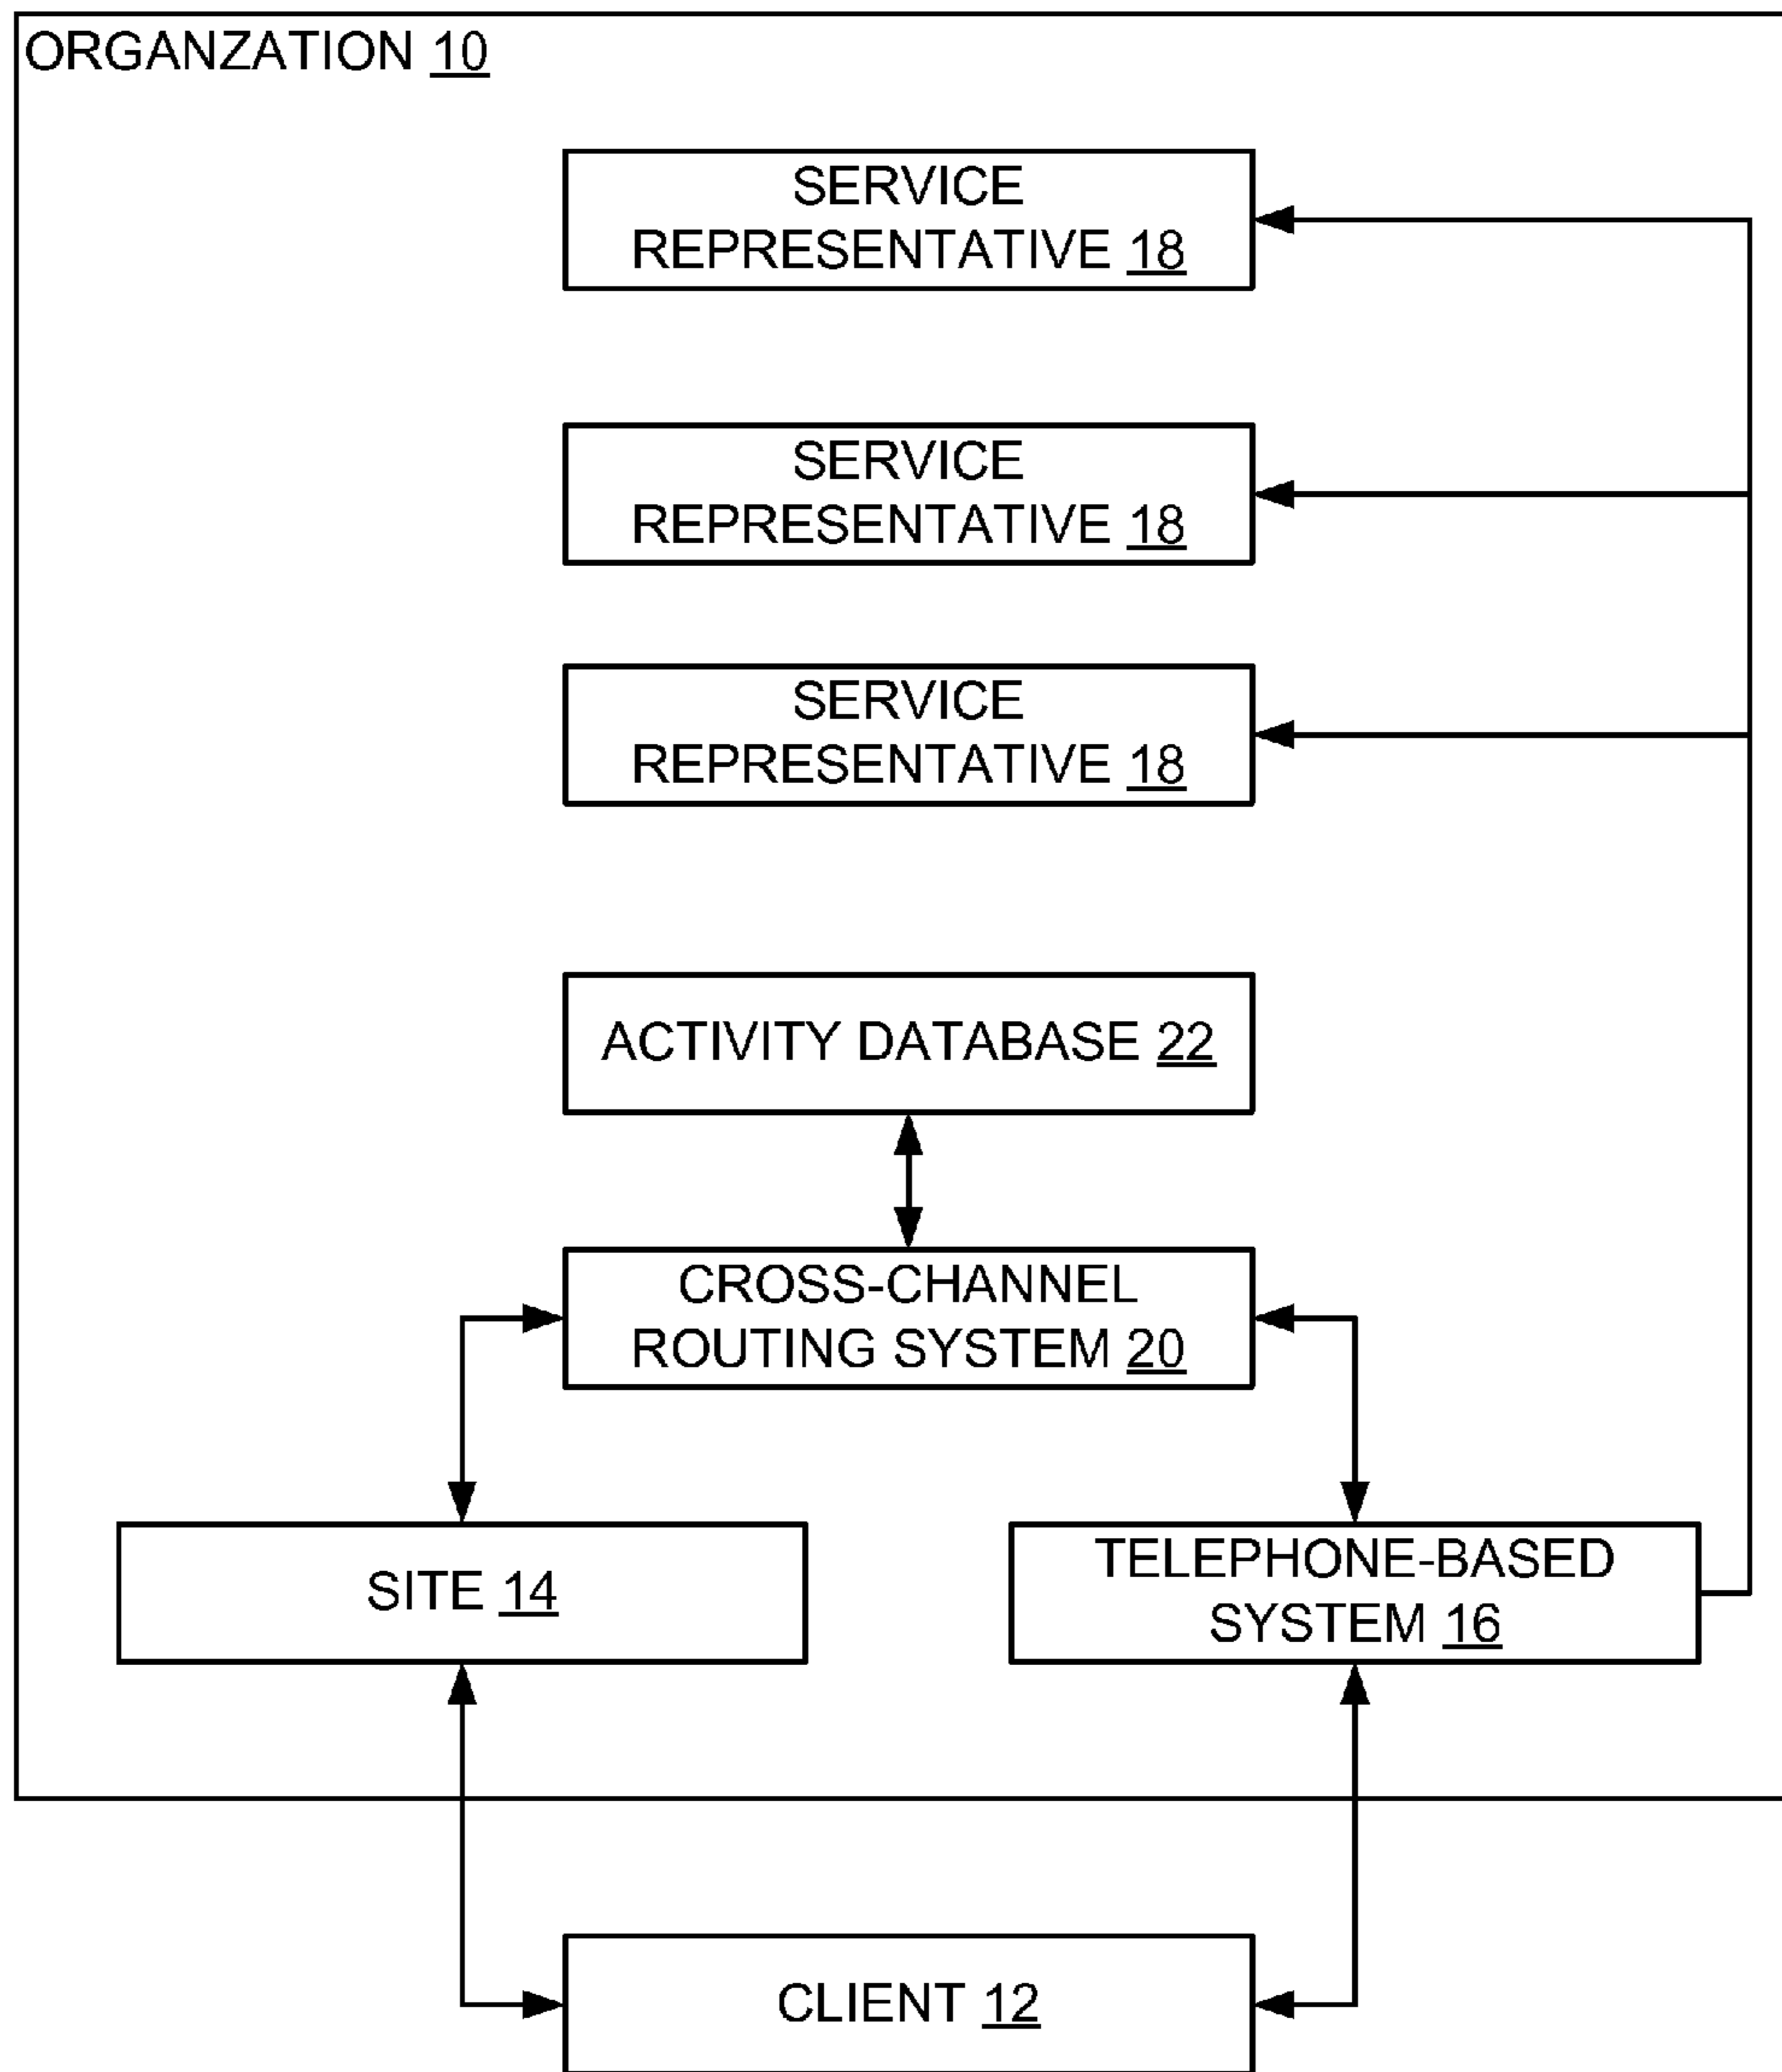 ORGANZATION 10
SERVICE
REPRESENTATIVE 18
SERVICE
REPRESENTATIVE 18
SERVICE
REPRESENTATIVE 18
ACTIVITY DATABASE 22
CROSS-CHANNEL
ROUTING SYSTEM 20
SITE 14
TELEPHONE-BASED
SYSTEM 16
CLIENT 12